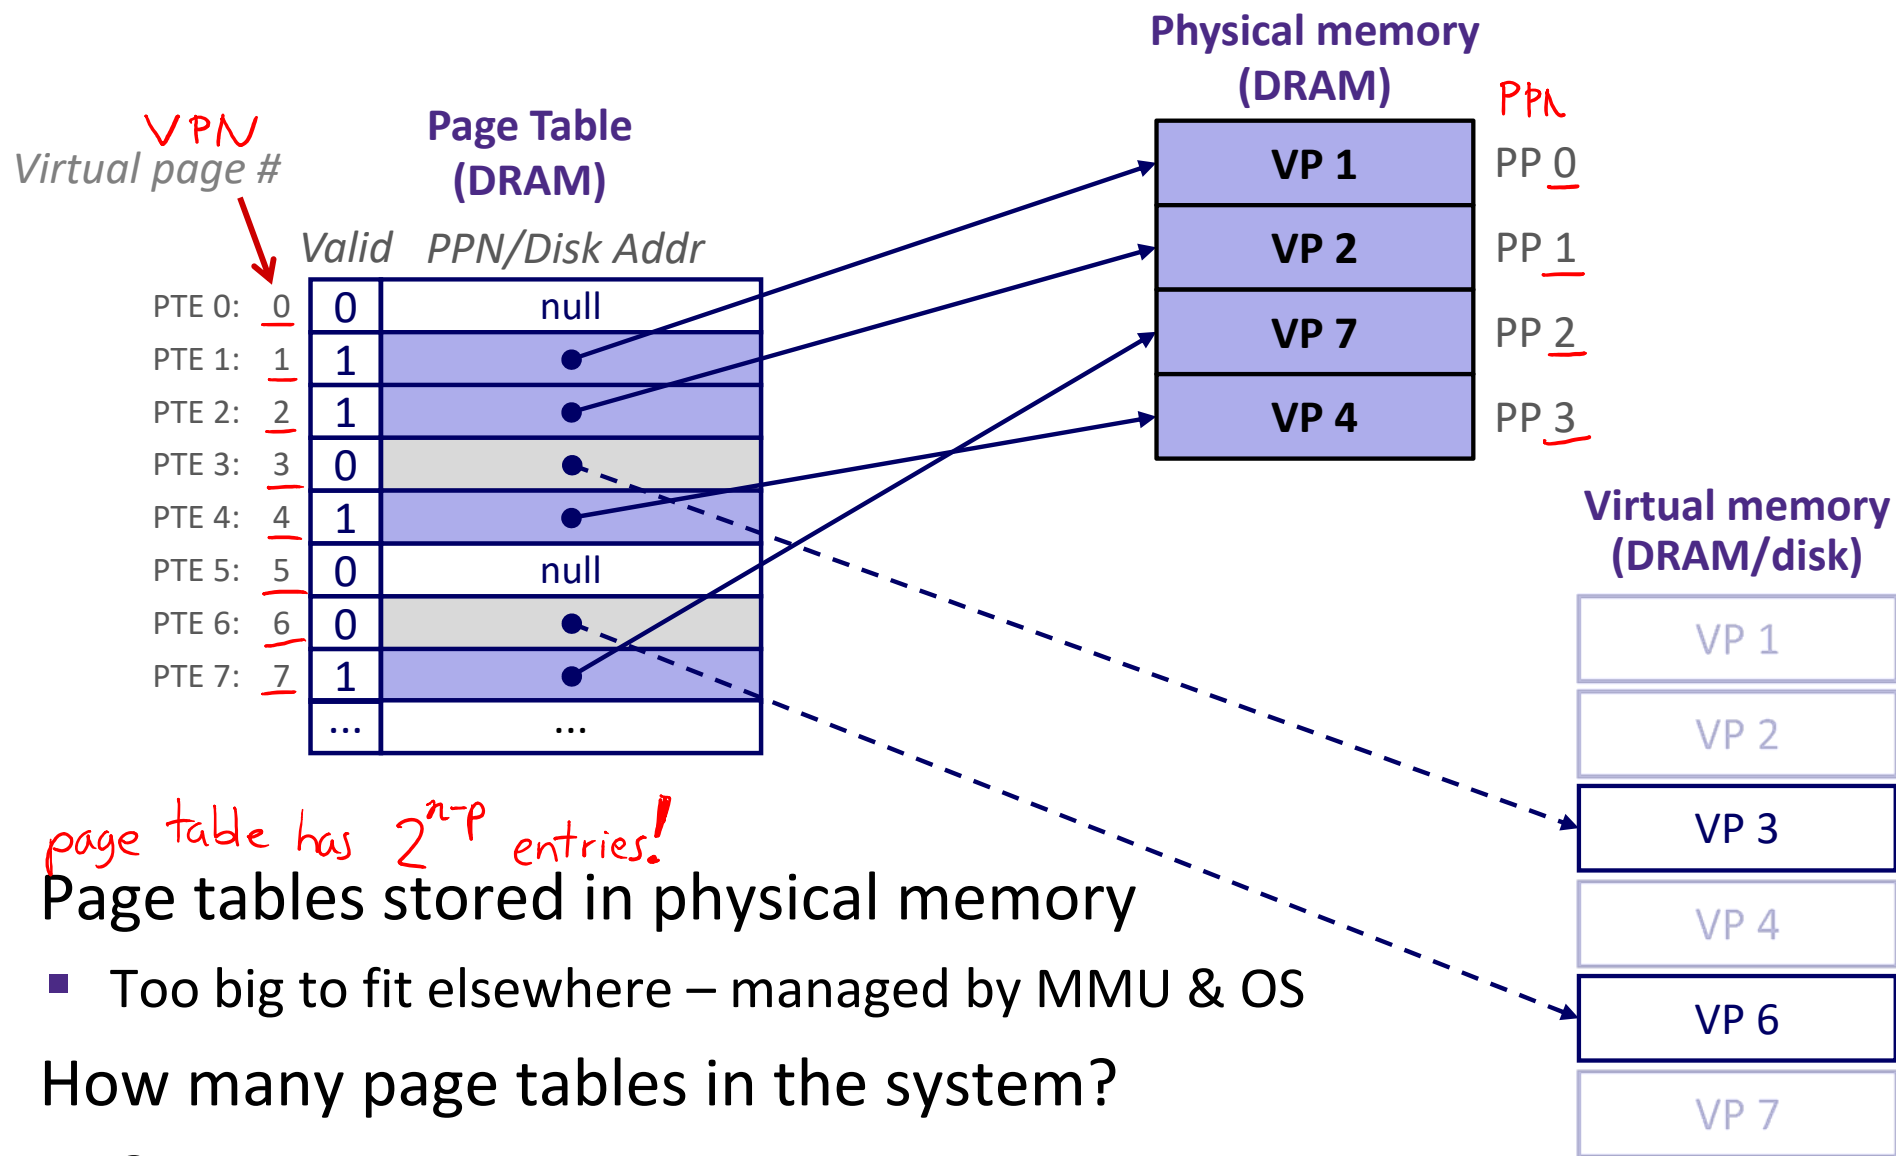 Physical memory
(DRAM)
PPN
VPN
Virtual page #
Page Table
(DRAM)
Valid PPN/Disk Addr
PTE 0: 0 0 null
PTE 1: 1 1
PTE 2: 2 1
PTE 3: 3 0
PTE 4: 4 1
PTE 5: 5 0 null
PTE 6: 6 0
PTE 7: 7 1
... ...
VP 1 PP 0
VP 2 PP 1
VP 7 PP 2
VP 4 PP 3
Virtual memory
(DRAM/disk)
VP 1
VP 2
VP 3
VP 4
VP 6
VP 7
page table has 2^n-p entries!
Page tables stored in physical memory
▪ Too big to fit elsewhere – managed by MMU & OS
How many page tables in the system?